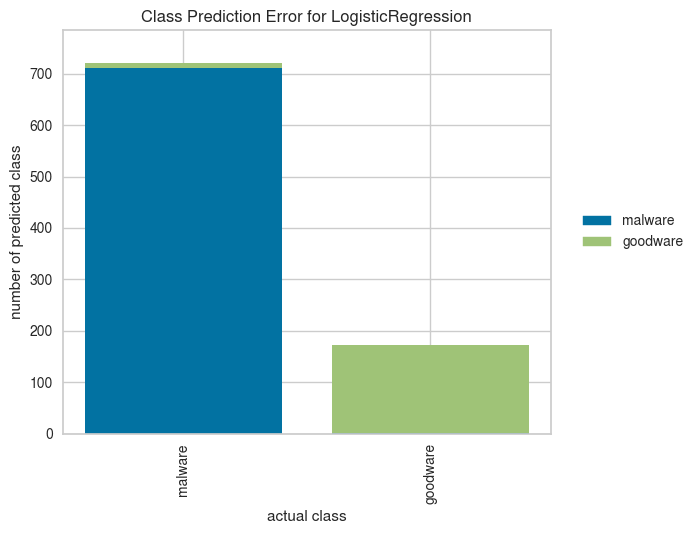 Class Prediction Error for LogisticRegression
number of predicted class
700
600
500
400
300
200
100
0
malware
goodware
actual class
malware
goodware